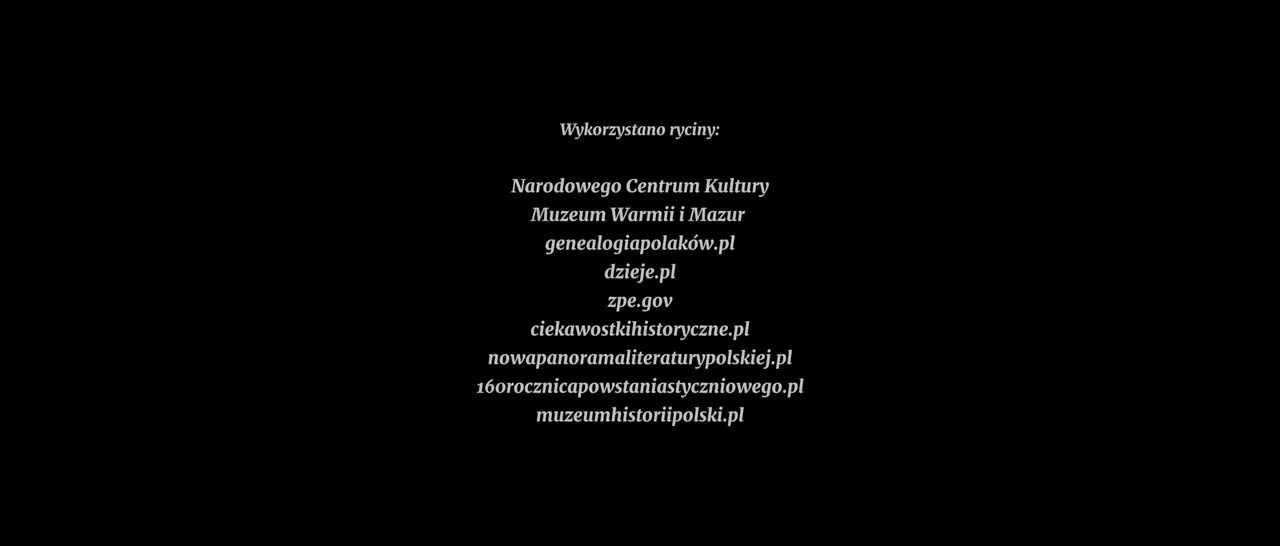 Wykorzystano ryciny:
Narodowego Centrum Kultury
Muzeum Warmii i Mazur
genealogiapolaków.pl
dzieje.pl
zpe.gov
ciekawostkihistoryczne.pl
nowapanoramaliteraturypolskiej.pl
160rocznicapowstaniastyczniowego.pl
muzeumhistoriipolski.pl